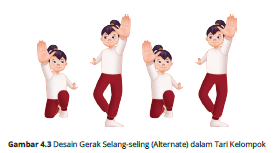 Gambar 4.3 Desain Gerak Selang-seling (Alternate) dalam Tari Kelompok